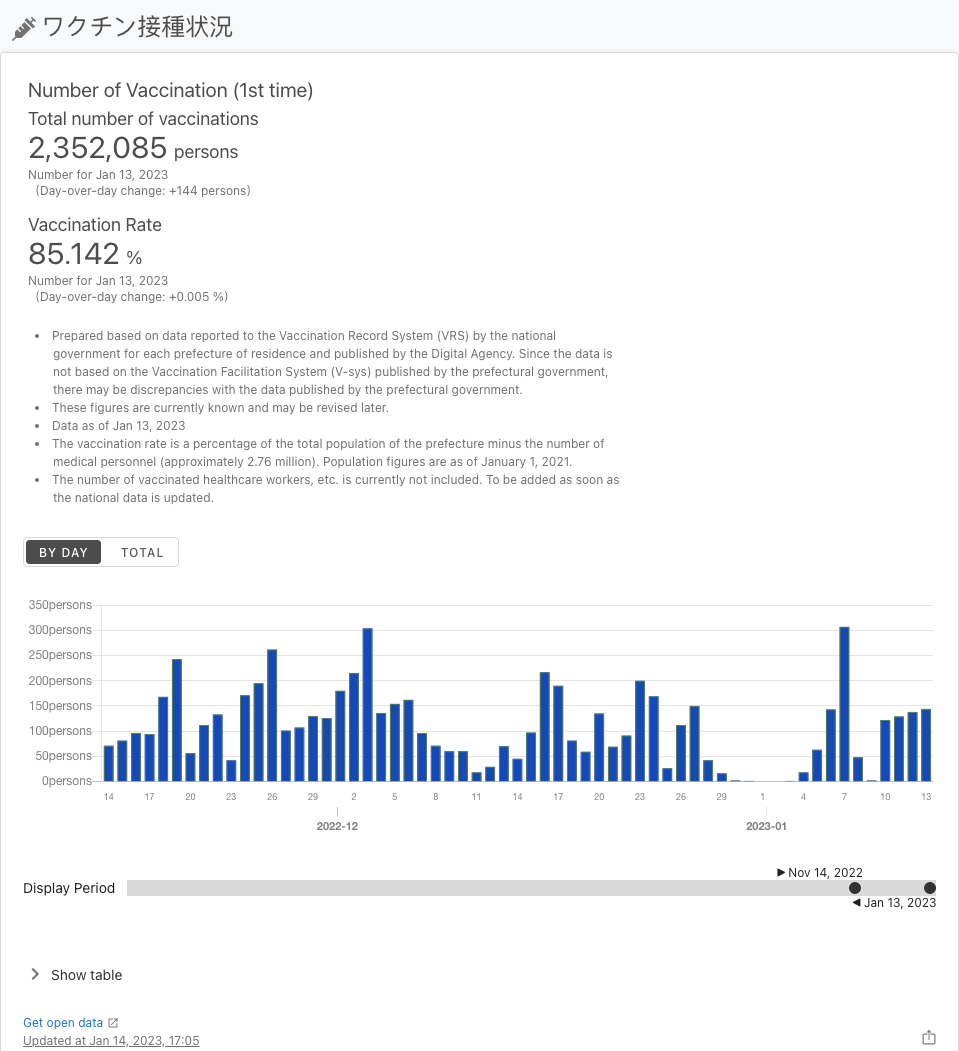 ワクチン接種状況
Number of Vaccination (1st time)
Total number of vaccinations
2,352,085 persons
Number for Jan 13, 2023
(Day-over-day change: +144 persons)
Vaccination Rate
85.142 %
Number for Jan 13, 2023
(Day-over-day change: +0.005 %)
• Prepared based on data reported to the Vaccination Record System (VRS) by the national
government for each prefecture of residence and published by the Digital Agency. Since the data is
not based on the Vaccination Facilitation System (V-sys) published by the prefectural government,
there may be discrepancies with the data published by the prefectural government.
• These figures are currently known and may be revised later.
• Data as of Jan 13, 2023
• The vaccination rate is a percentage of the total population of the prefecture minus the number of
medical personnel (approximately 2.76 million). Population figures are as of January 1, 2021.
• The number of vaccinated healthcare workers, etc. is currently not included. To be added as soon as
the national data is updated.
BY DAY TOTAL
350persons
300persons
250persons
200persons
150persons
100persons
50persons
0persons
14 17 20 23 26 29 2 5 8 11 14 17 20 23 26 29 1 4 7 10 13
2022-12 2023-01
Nov 14, 2022
Display Period
Jan 13, 2023
Show table
Get open data
Updated at Jan 14, 2023, 17:05